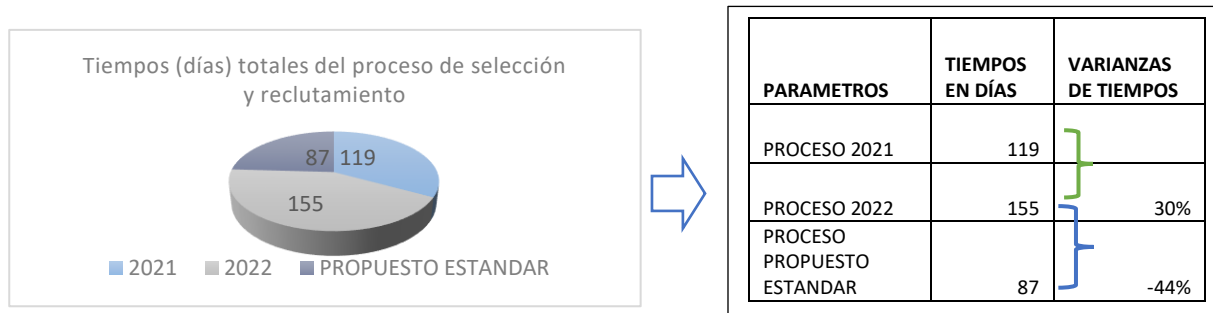 Tiempos (días) totales del proceso de selección
y reclutamiento
87 119
155
2021 2022 PROPUESTO ESTANDAR
PARAMETROS TIEMPOS EN DÍAS VARIANZAS DE TIEMPOS
PROCESO 2021 119
PROCESO 2022 155 30%
PROCESO
PROPUESTO
ESTANDAR 87 -44%